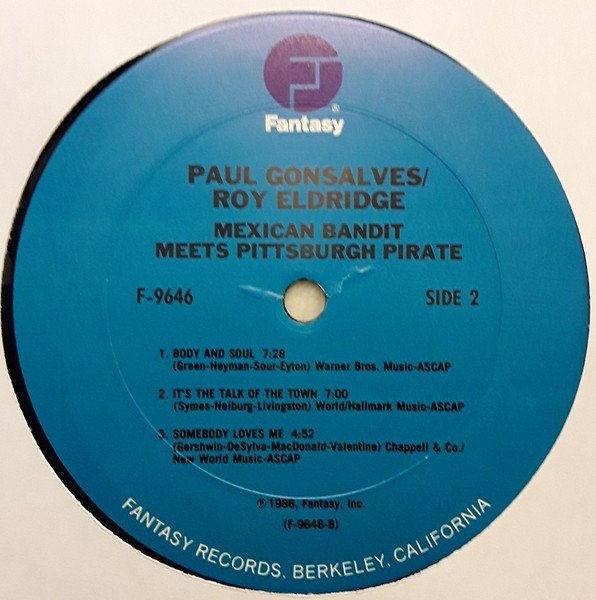 ®
Fantasy
PAUL GONSALVES/
ROY ELDRIDGE
MEXICAN BANDIT
MEETS PITTSBURGH PIRATE
F-9646
SIDE 2
1. BODY AND SOUL 7:28
(Green-Heyman-Sour-Eyton) Warner Bros. Music-ASCAP
2. IT'S THE TALK OF THE TOWN 7:00
(Symes-Neiburg-Livingston) World/Hallmark Music-ASCAP
3. SOMEBODY LOVES ME 4:52
(Gershwin-DeSylva-MacDonald-Valentine) Chappell & Co./
New World Music-ASCAP
℗ 1986, Fantasy, Inc.
(F-9646-B)
FANTASY RECORDS, BERKELEY, CALIFORNIA